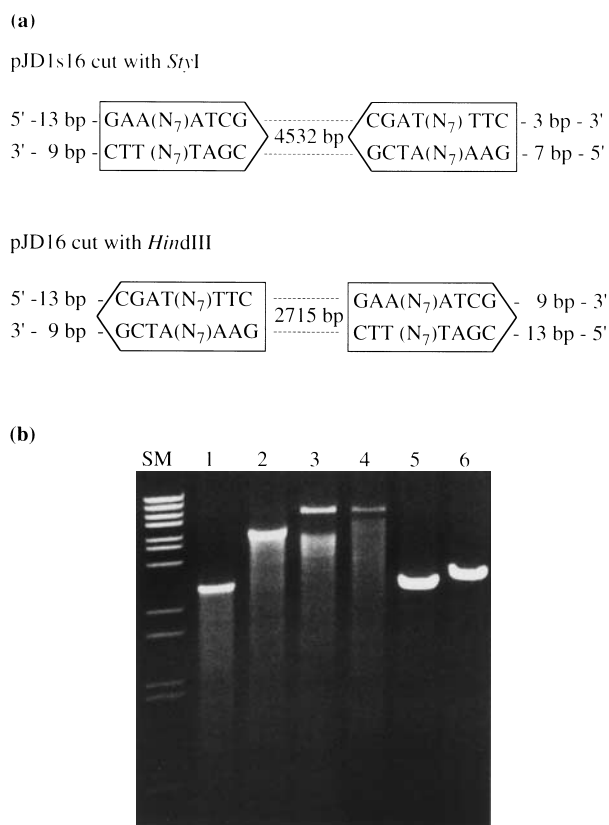 (a)
pJD1s16 cut with StyI
5' -13 bp - GAA(N7)ATCG 4532 bp CGAT(N7) TTC - 3 bp - 3'
3' - 9 bp - CTT (N7)TAGC GCTA(N7)AAG - 7 bp - 5'
pJD16 cut with HindIII
5' -13 bp - CGAT(N7)TTC 2715 bp GAA(N7)ATCG - 9 bp - 3'
3' - 9 bp - GCTA(N7)AAG CTT (N7)TAGC - 13 bp - 5'
(b)
SM 1 2 3 4 5 6